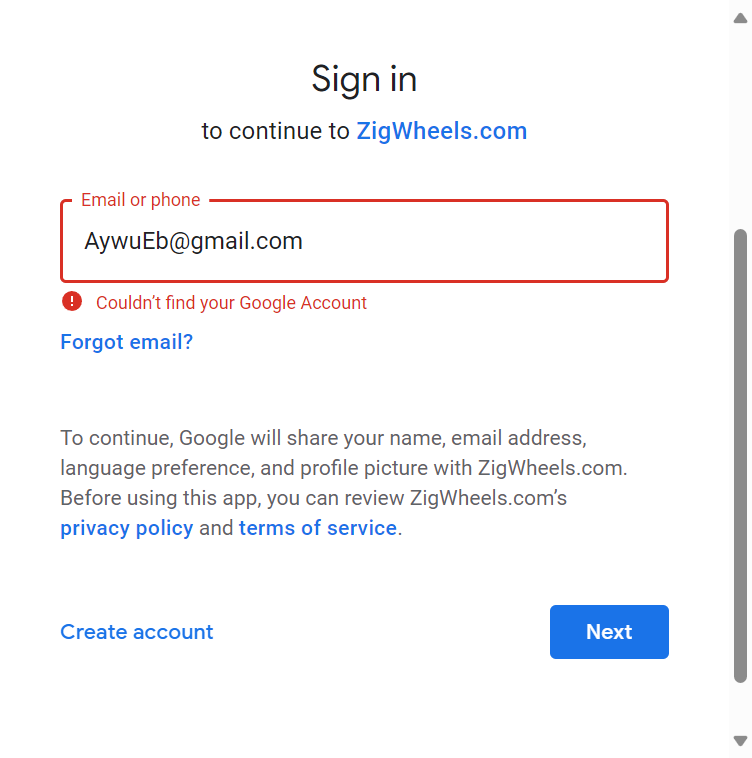 Sign in
to continue to ZigWheels.com
Email or phone
AywuEb@gmail.com
Couldn’t find your Google Account
Forgot email?
To continue, Google will share your name, email address,
language preference, and profile picture with ZigWheels.com.
Before using this app, you can review ZigWheels.com’s
privacy policy and terms of service.
Create account
Next